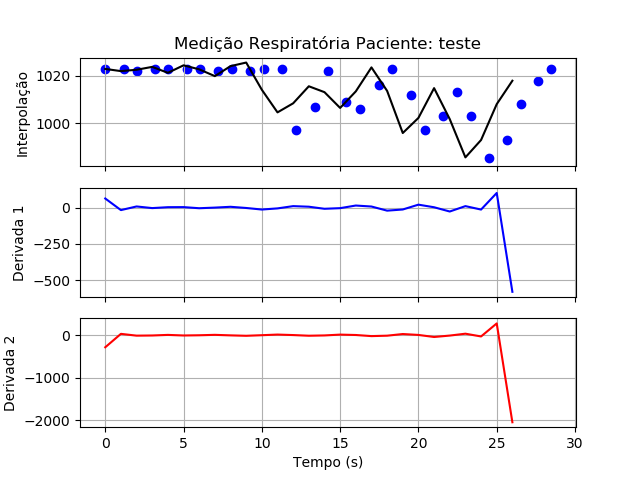 Medição Respiratória Paciente: teste
Interpolação
1020
1000
Derivada 1
0
−250
−500
Derivada 2
0
−1000
−2000
0 5 10 15 20 25 30
Tempo (s)